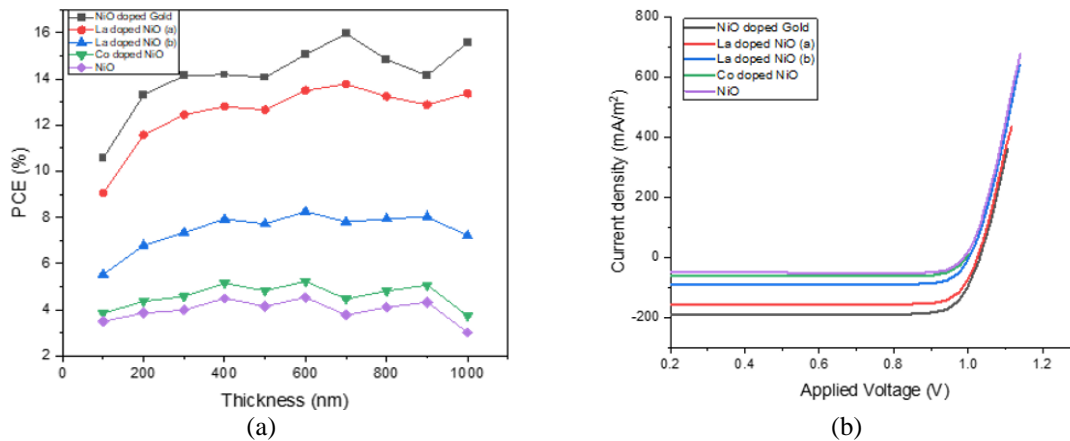 NiO doped Gold
La doped NiO (a)
La doped NiO (b)
Co doped NiO
NiO
16
14
12
10
8
6
4
2
PCE (%)
0
200
400
600
800
1000
Thickness (nm)
(a)
NiO doped Gold
La doped NiO (a)
La doped NiO (b)
Co doped NiO
NiO
800
600
400
200
0
-200
Current density (mA/m²)
0.2
0.4
0.6
0.8
1.0
1.2
Applied Voltage (V)
(b)